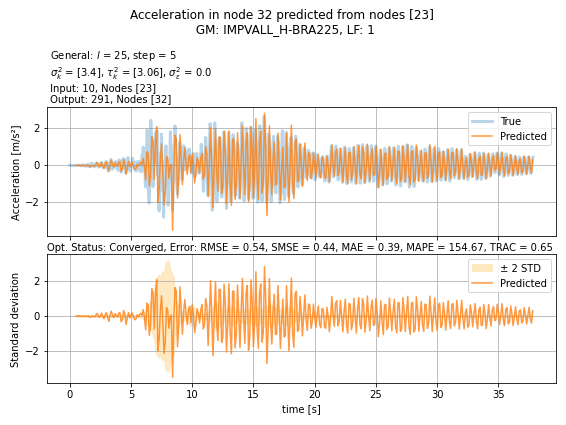 Acceleration in node 32 predicted from nodes [23]
GM: IMPVALL_H-BRA225, LF: 1
General: l = 25, step = 5
σ²ₖ = [3.4], τ²ₖ = [3.06], σ²ε = 0.0
Input: 10, Nodes [23]
Output: 291, Nodes [32]
2
0
−2
Acceleration [m/s²]
True
Predicted
Opt. Status: Converged, Error: RMSE = 0.54, SMSE = 0.44, MAE = 0.39, MAPE = 154.67, TRAC = 0.65
2
0
−2
Standard deviation
± 2 STD
Predicted
0 5 10 15 20 25 30 35
time [s]